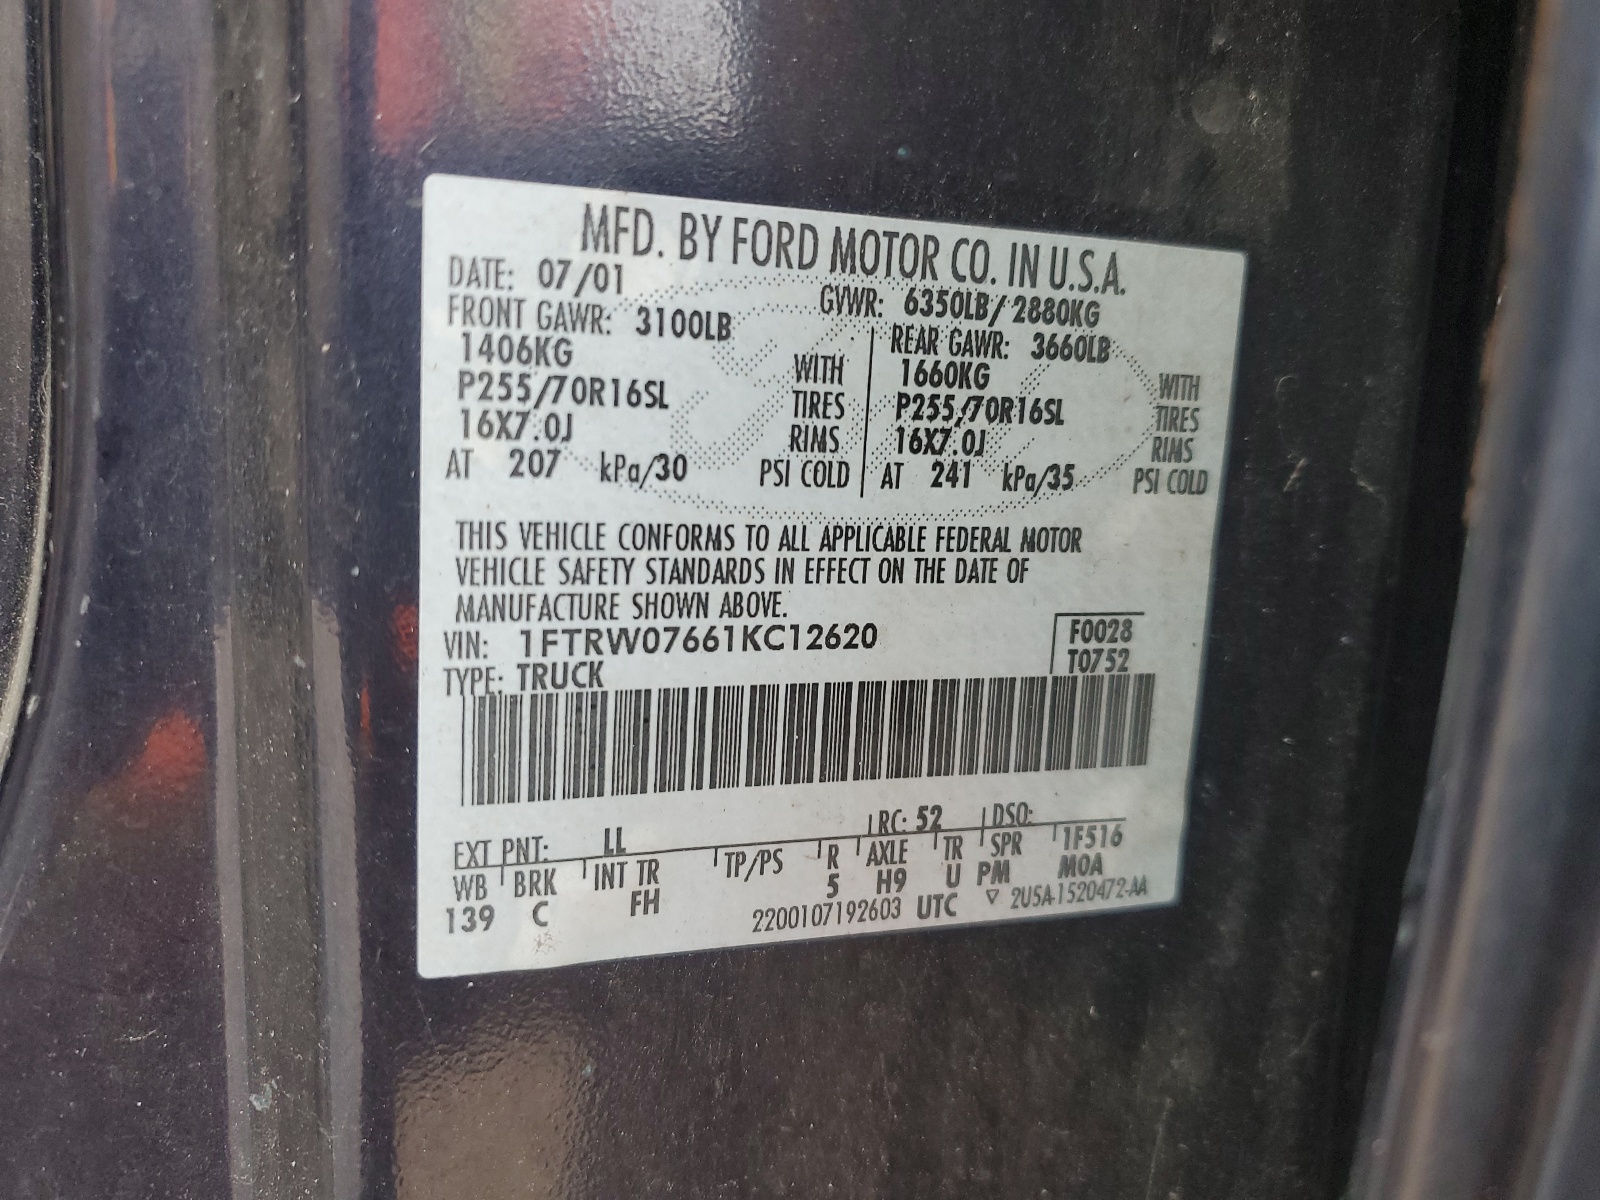 MFD. BY FORD MOTOR CO. IN U.S.A.
DATE: 07/01 GVWR: 6350LB/ 2880KG
FRONT GAWR: 3100LB REAR GAWR: 3660LB
1406KG WITH 1660KG WITH
P255/70R16SL TIRES P255/70R16SL TIRES
16X7.0J RIMS 16X7.0J RIMS
AT 207 kPa/30 PSI COLD AT 241 kPa/35 PSI COLD
THIS VEHICLE CONFORMS TO ALL APPLICABLE FEDERAL MOTOR
VEHICLE SAFETY STANDARDS IN EFFECT ON THE DATE OF
MANUFACTURE SHOWN ABOVE.
VIN: 1FTRW07661KC12620 F0028
TYPE: TRUCK T0752
EXT PNT: LL RC: 52 DSO:
WB BRK INT TR TP/PS R AXLE TR SPR 1F516
139 C FH 5 H9 U PM MOA
2200107192603 UTC ▽ 2U5A-1520472-AA